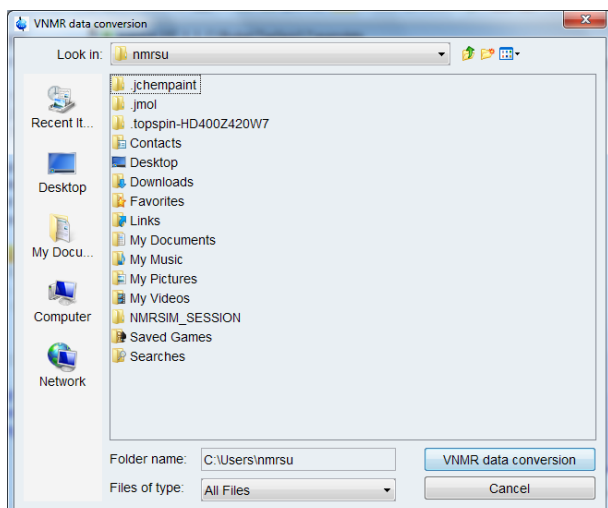 VNMR data conversion
Look in: nmrsu
.jchempaint
.jmol
.topspin-HD400Z420W7
Contacts
Desktop
Downloads
Favorites
Links
My Documents
My Music
My Pictures
My Videos
NMRSIM_SESSION
Saved Games
Searches
Recent It...
Desktop
My Docu...
Computer
Network
Folder name: C:\Users\nmrsu VNMR data conversion
Files of type: All Files Cancel